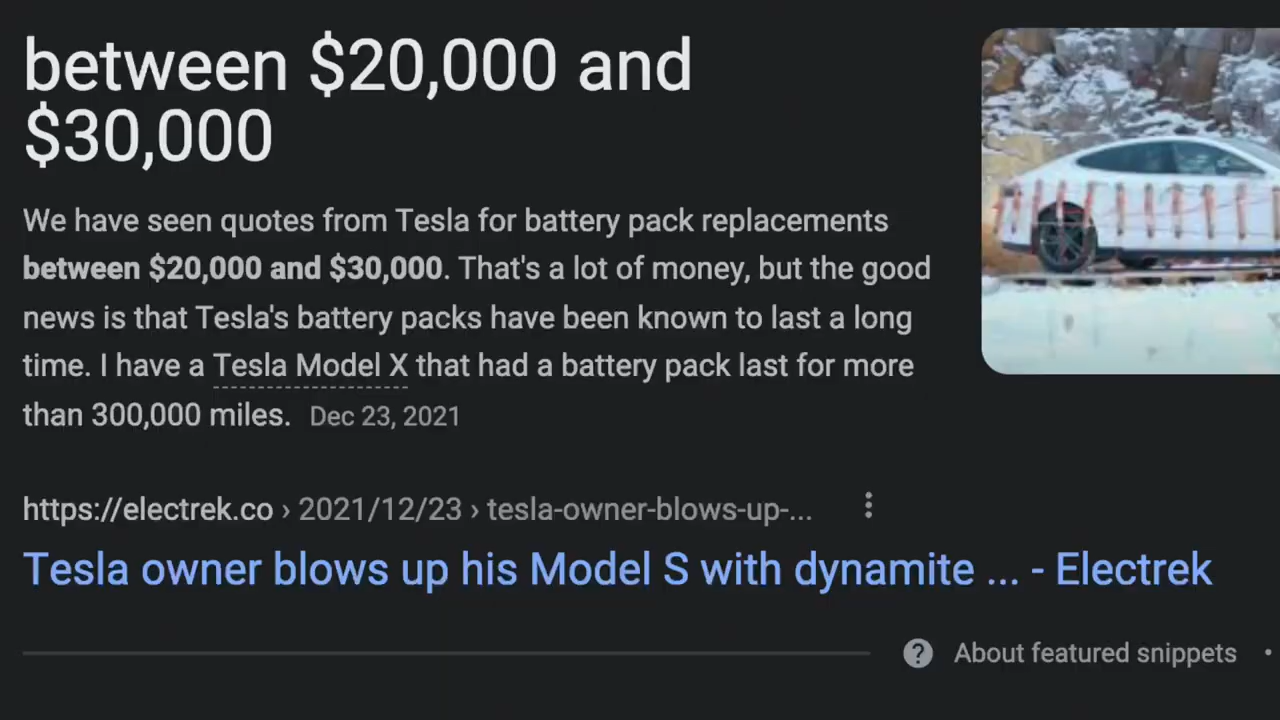 between $20,000 and
$30,000
We have seen quotes from Tesla for battery pack replacements
between $20,000 and $30,000. That's a lot of money, but the good
news is that Tesla's battery packs have been known to last a long
time. I have a Tesla Model X that had a battery pack last for more
than 300,000 miles. Dec 23, 2021
https://electrek.co › 2021/12/23 › tesla-owner-blows-up-...
Tesla owner blows up his Model S with dynamite ... - Electrek
About featured snippets •